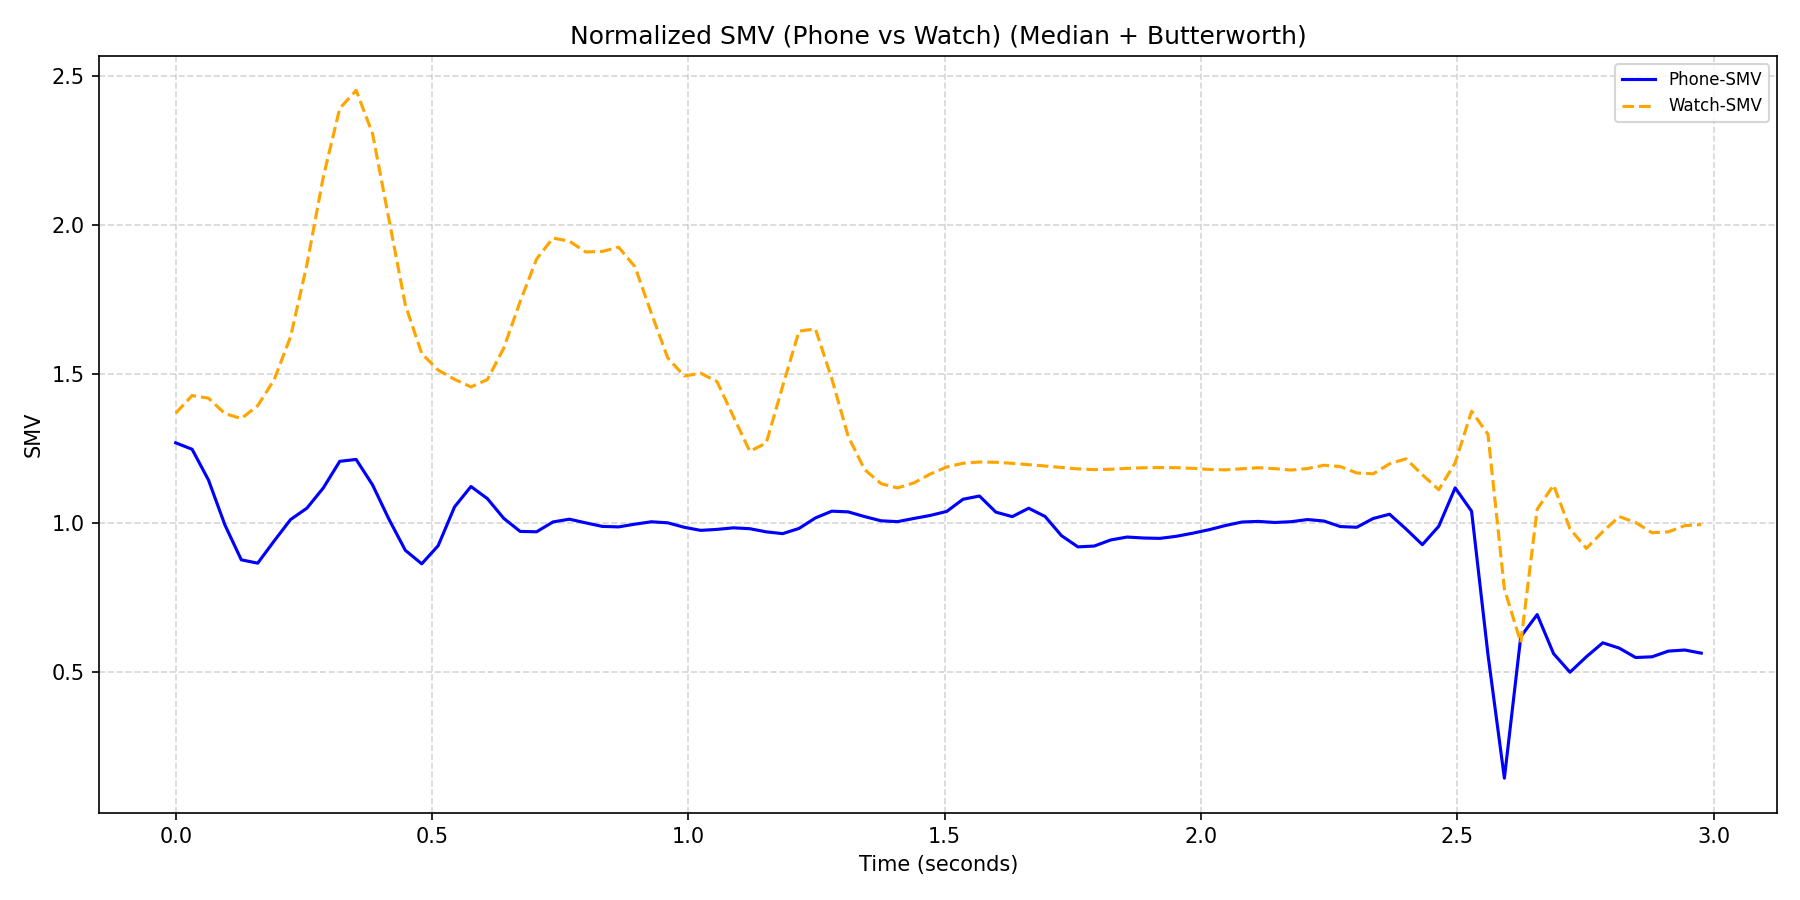 Normalized SMV (Phone vs Watch) (Median + Butterworth)
Phone-SMV
Watch-SMV
SMV
2.5
2.0
1.5
1.0
0.5
0.0 0.5 1.0 1.5 2.0 2.5 3.0
Time (seconds)